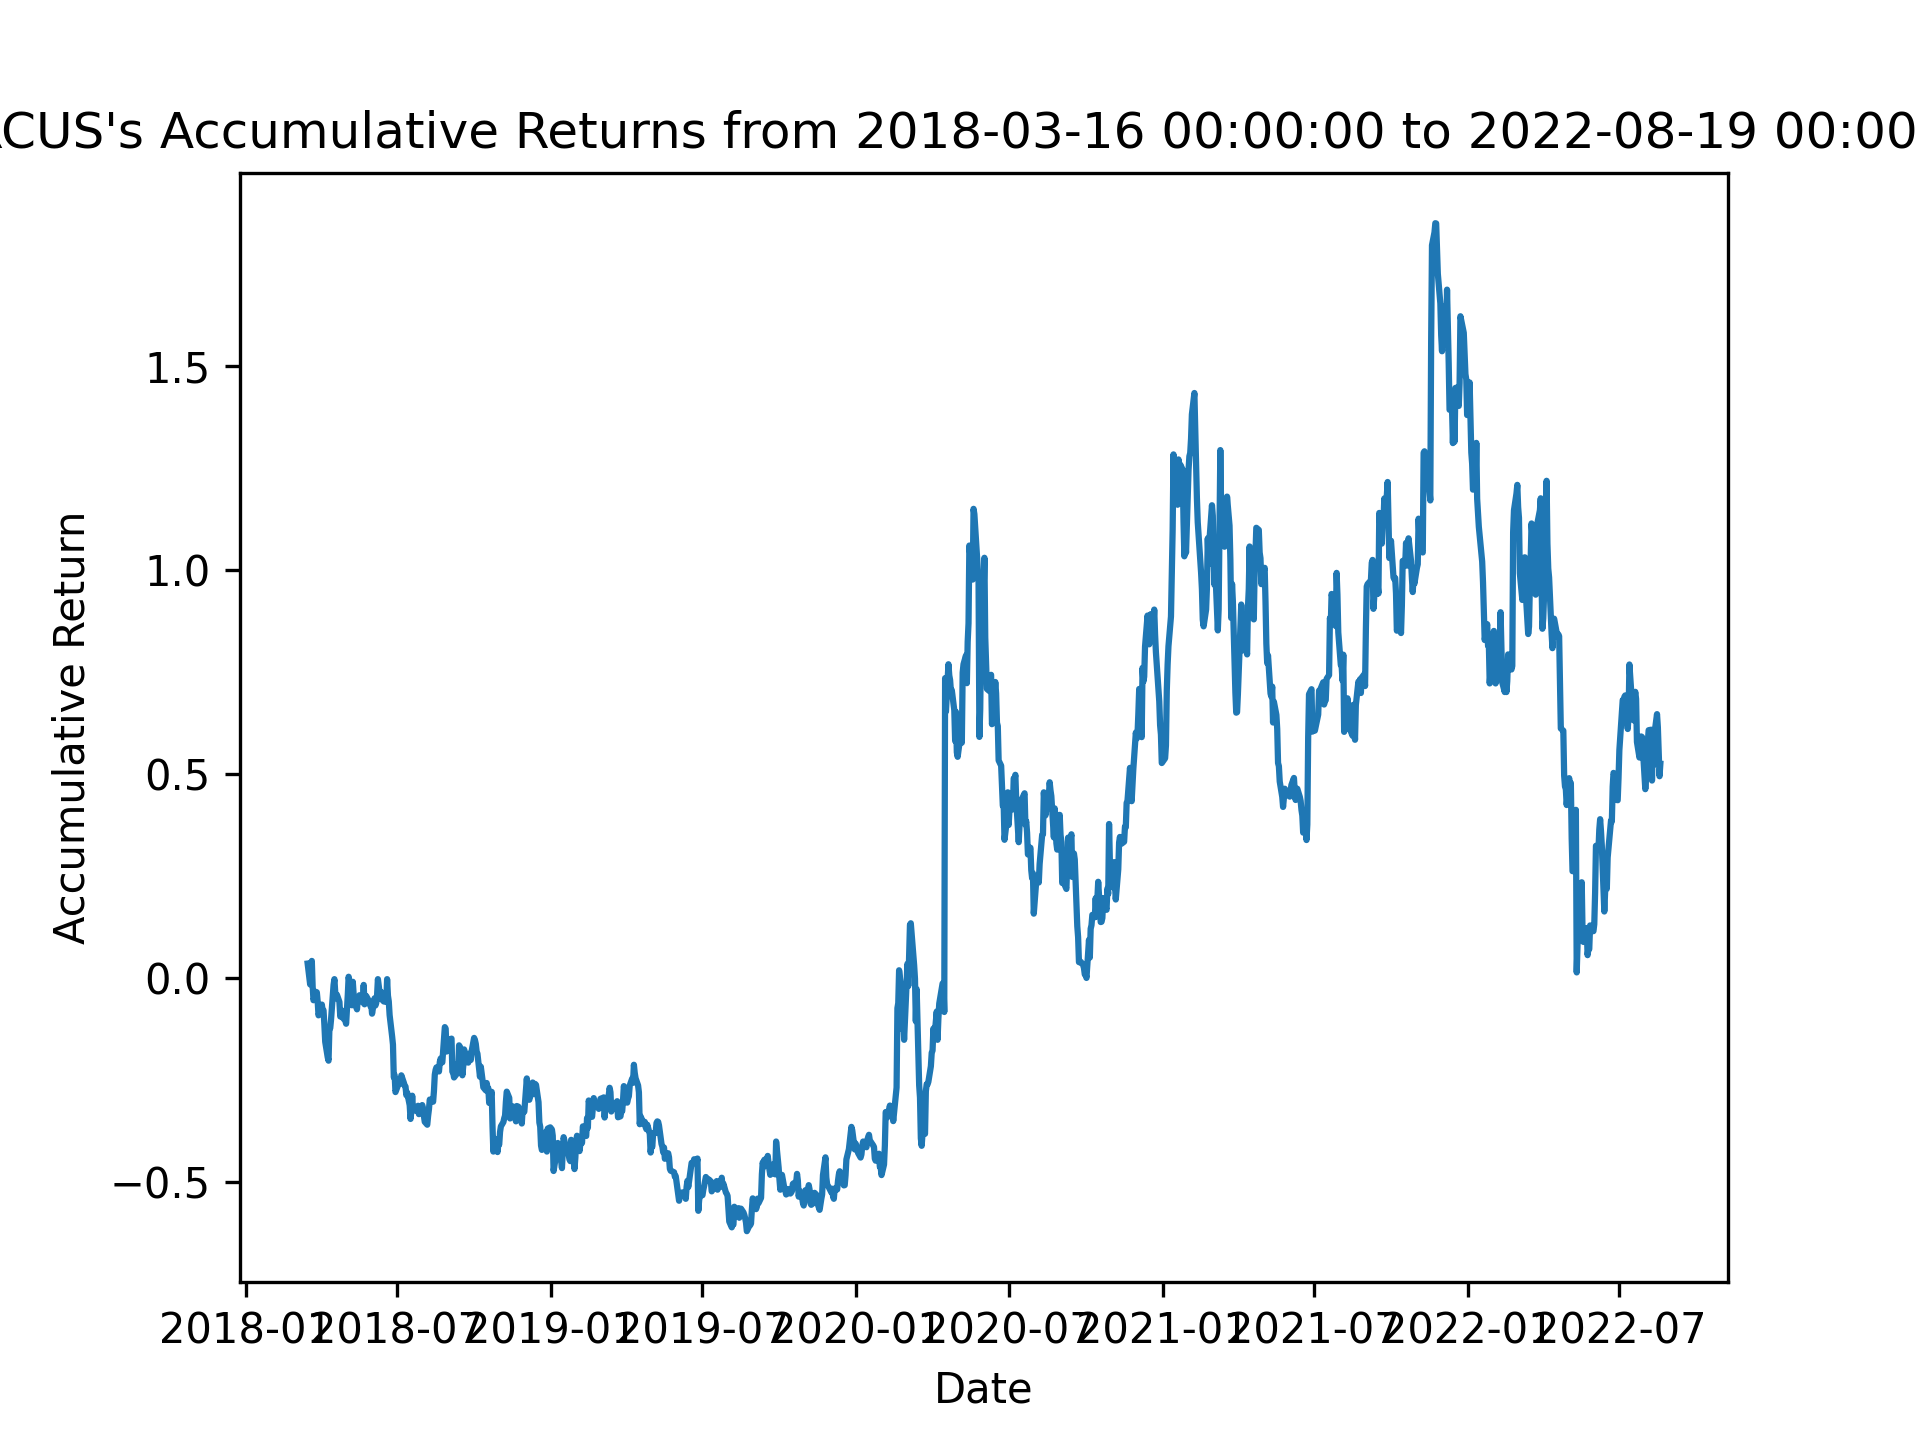 CUS's Accumulative Returns from 2018-03-16 00:00:00 to 2022-08-19 00:00
Accumulative Return
1.5
1.0
0.5
0.0
−0.5
2018-01 2018-07 2019-01 2019-07 2020-01 2020-07 2021-01 2021-07 2022-01 2022-07
Date